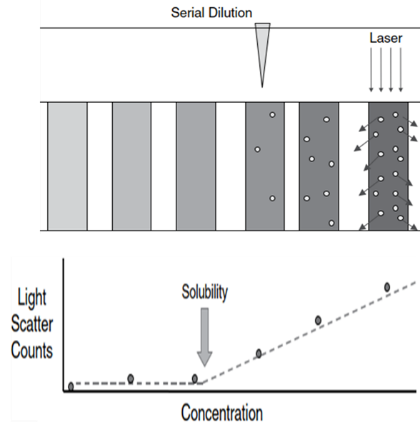 Serial Dilution
Laser
Light
Scatter
Counts
Solubility
Concentration